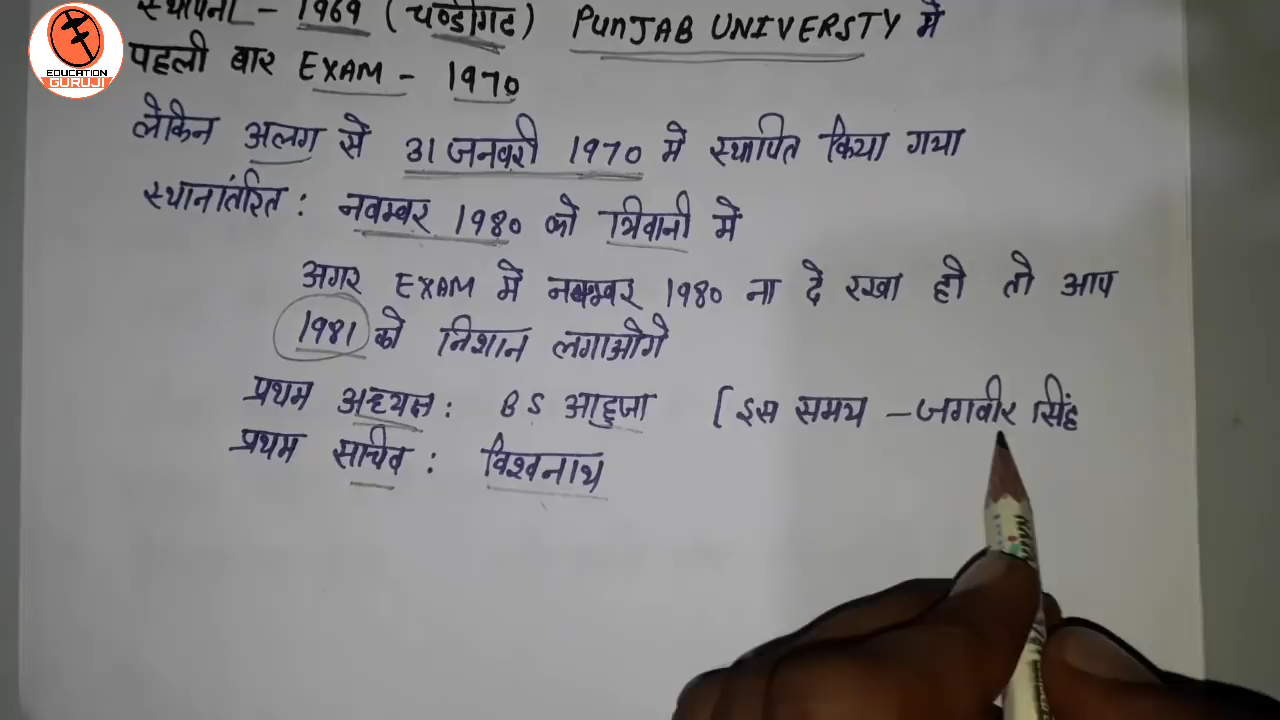 स्थापना - 1969 (चण्डीगढ) PUNJAB UNIVERSTY में
पहली बार EXAM - 1970
लेकिन अलग से 31 जनवरी 1970 मे स्थापित किया गया
स्थानांतरित : नवम्बर 1980 को भिवानी में
अगर EXAM मे नवम्बर 1980 ना दे रखा हो तो आप
1981 को निशान लगाओगे
प्रथम अध्यक्ष : B S आहुजा [ इस समय - जगबीर सिंह
प्रथम सचिव : विश्वनाथ
EDUCATION
GURUJI